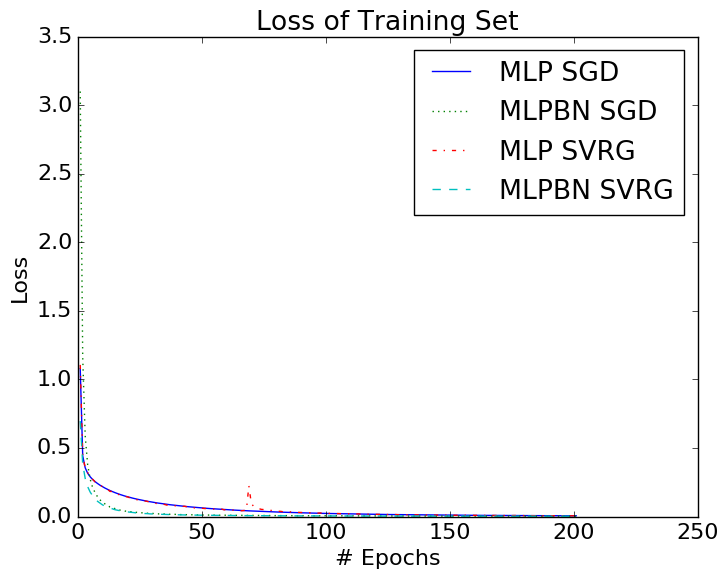 Loss of Training Set
3.5
3.0
2.5
2.0
1.5
1.0
0.5
0.0
Loss
MLP SGD
MLPBN SGD
MLP SVRG
MLPBN SVRG
0 50 100 150 200 250
# Epochs